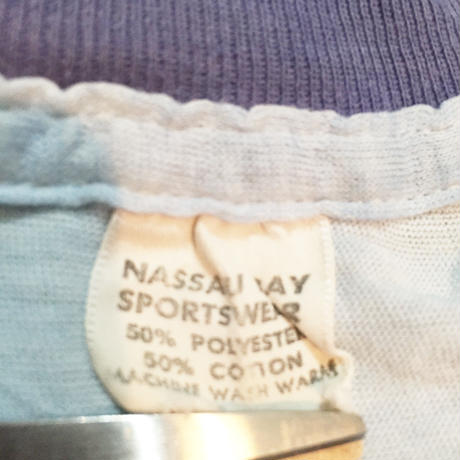 NASSAU BAY
SPORTSWEAR
50% POLYESTER
50% COTTON
MACHINE WASH WARM